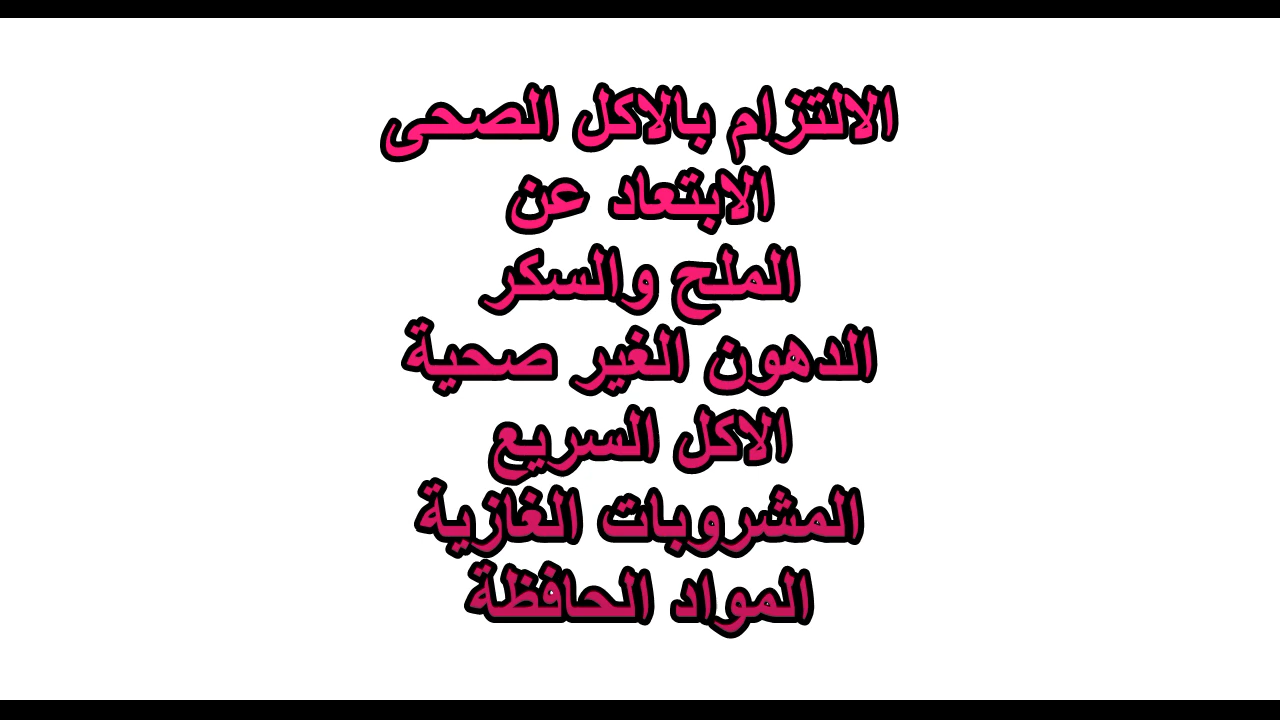 الالتزام بالاكل الصحى
الابتعاد عن
الملح والسكر
الدهون الغير صحية
الاكل السريع
المشروبات الغازية
المواد الحافظة